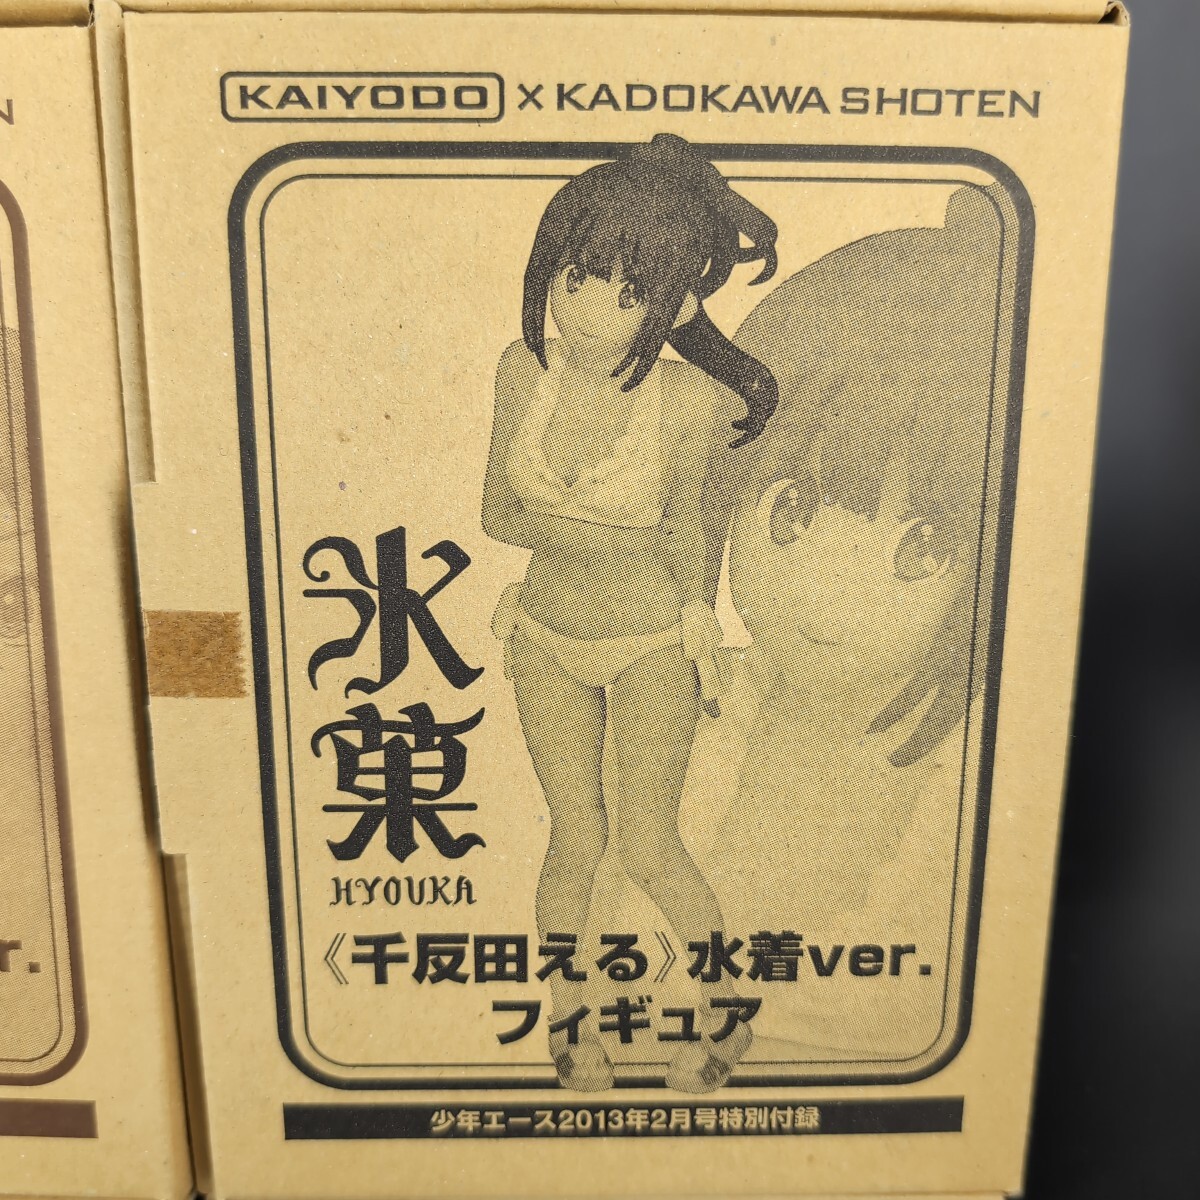 KAIYODO × KADOKAWA SHOTEN
氷菓
HYOUKA
《千反田える》水着ver.
フィギュア
少年エース2013年2月号特別付録
N
r.